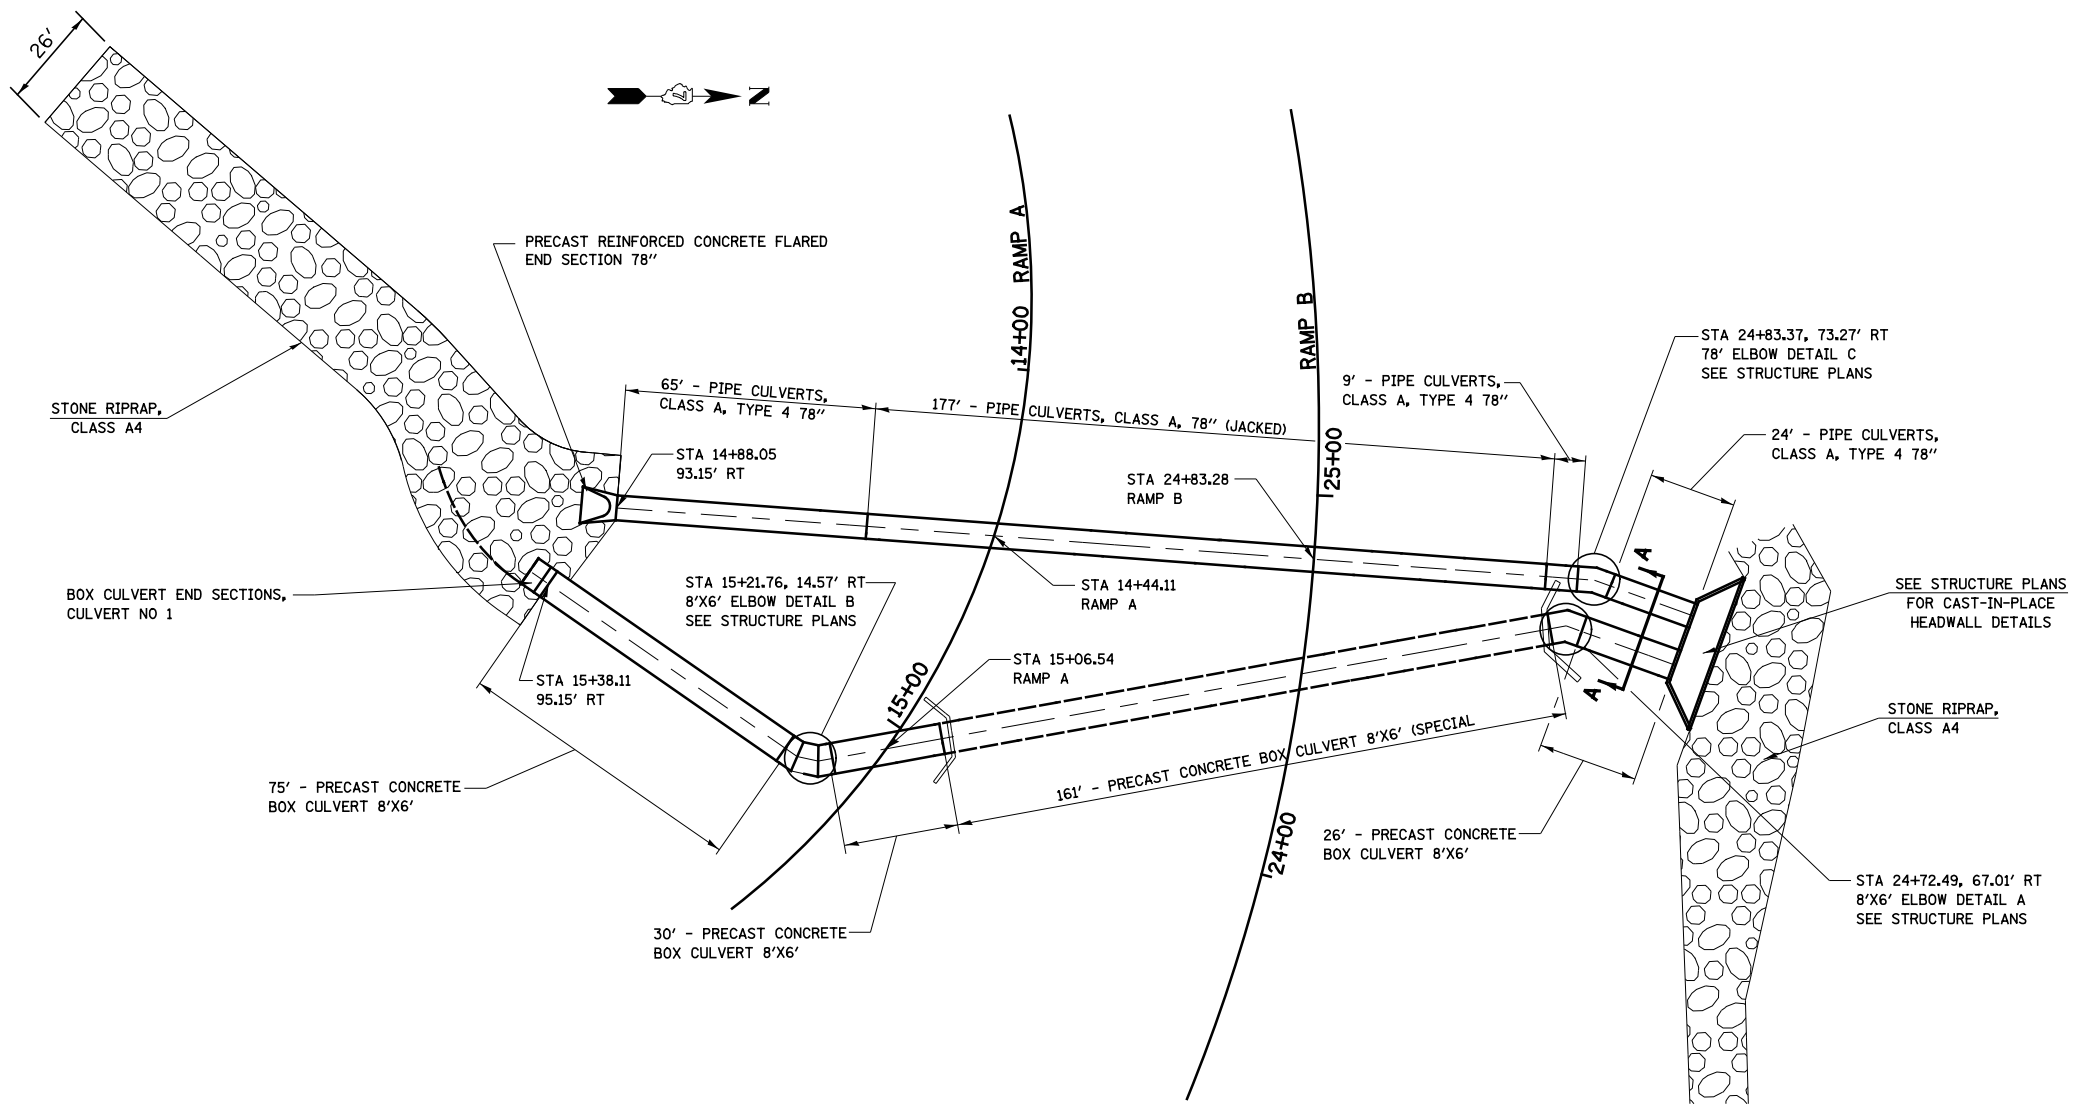 26'
N
RAMP A
14+00
RAMP B
PRECAST REINFORCED CONCRETE FLARED
END SECTION 78"
STA 24+83.37, 73.27' RT
78' ELBOW DETAIL C
SEE STRUCTURE PLANS
65' - PIPE CULVERTS,
CLASS A, TYPE 4 78"
177' - PIPE CULVERTS, CLASS A, 78" (JACKED)
9' - PIPE CULVERTS,
CLASS A, TYPE 4 78"
STONE RIPRAP,
CLASS A4
24' - PIPE CULVERTS,
CLASS A, TYPE 4 78"
STA 14+88.05
93.15' RT
STA 24+83.28
RAMP B
25+00
A
BOX CULVERT END SECTIONS,
CULVERT NO 1
STA 15+21.76, 14.57' RT
8'X6' ELBOW DETAIL B
SEE STRUCTURE PLANS
STA 14+44.11
RAMP A
SEE STRUCTURE PLANS
FOR CAST-IN-PLACE
HEADWALL DETAILS
STA 15+38.11
95.15' RT
15+00
STA 15+06.54
RAMP A
A
STONE RIPRAP,
CLASS A4
75' - PRECAST CONCRETE
BOX CULVERT 8'X6'
161' - PRECAST CONCRETE BOX CULVERT 8'X6' (SPECIAL
24+00
26' - PRECAST CONCRETE
BOX CULVERT 8'X6'
STA 24+72.49, 67.01' RT
8'X6' ELBOW DETAIL A
SEE STRUCTURE PLANS
30' - PRECAST CONCRETE
BOX CULVERT 8'X6'